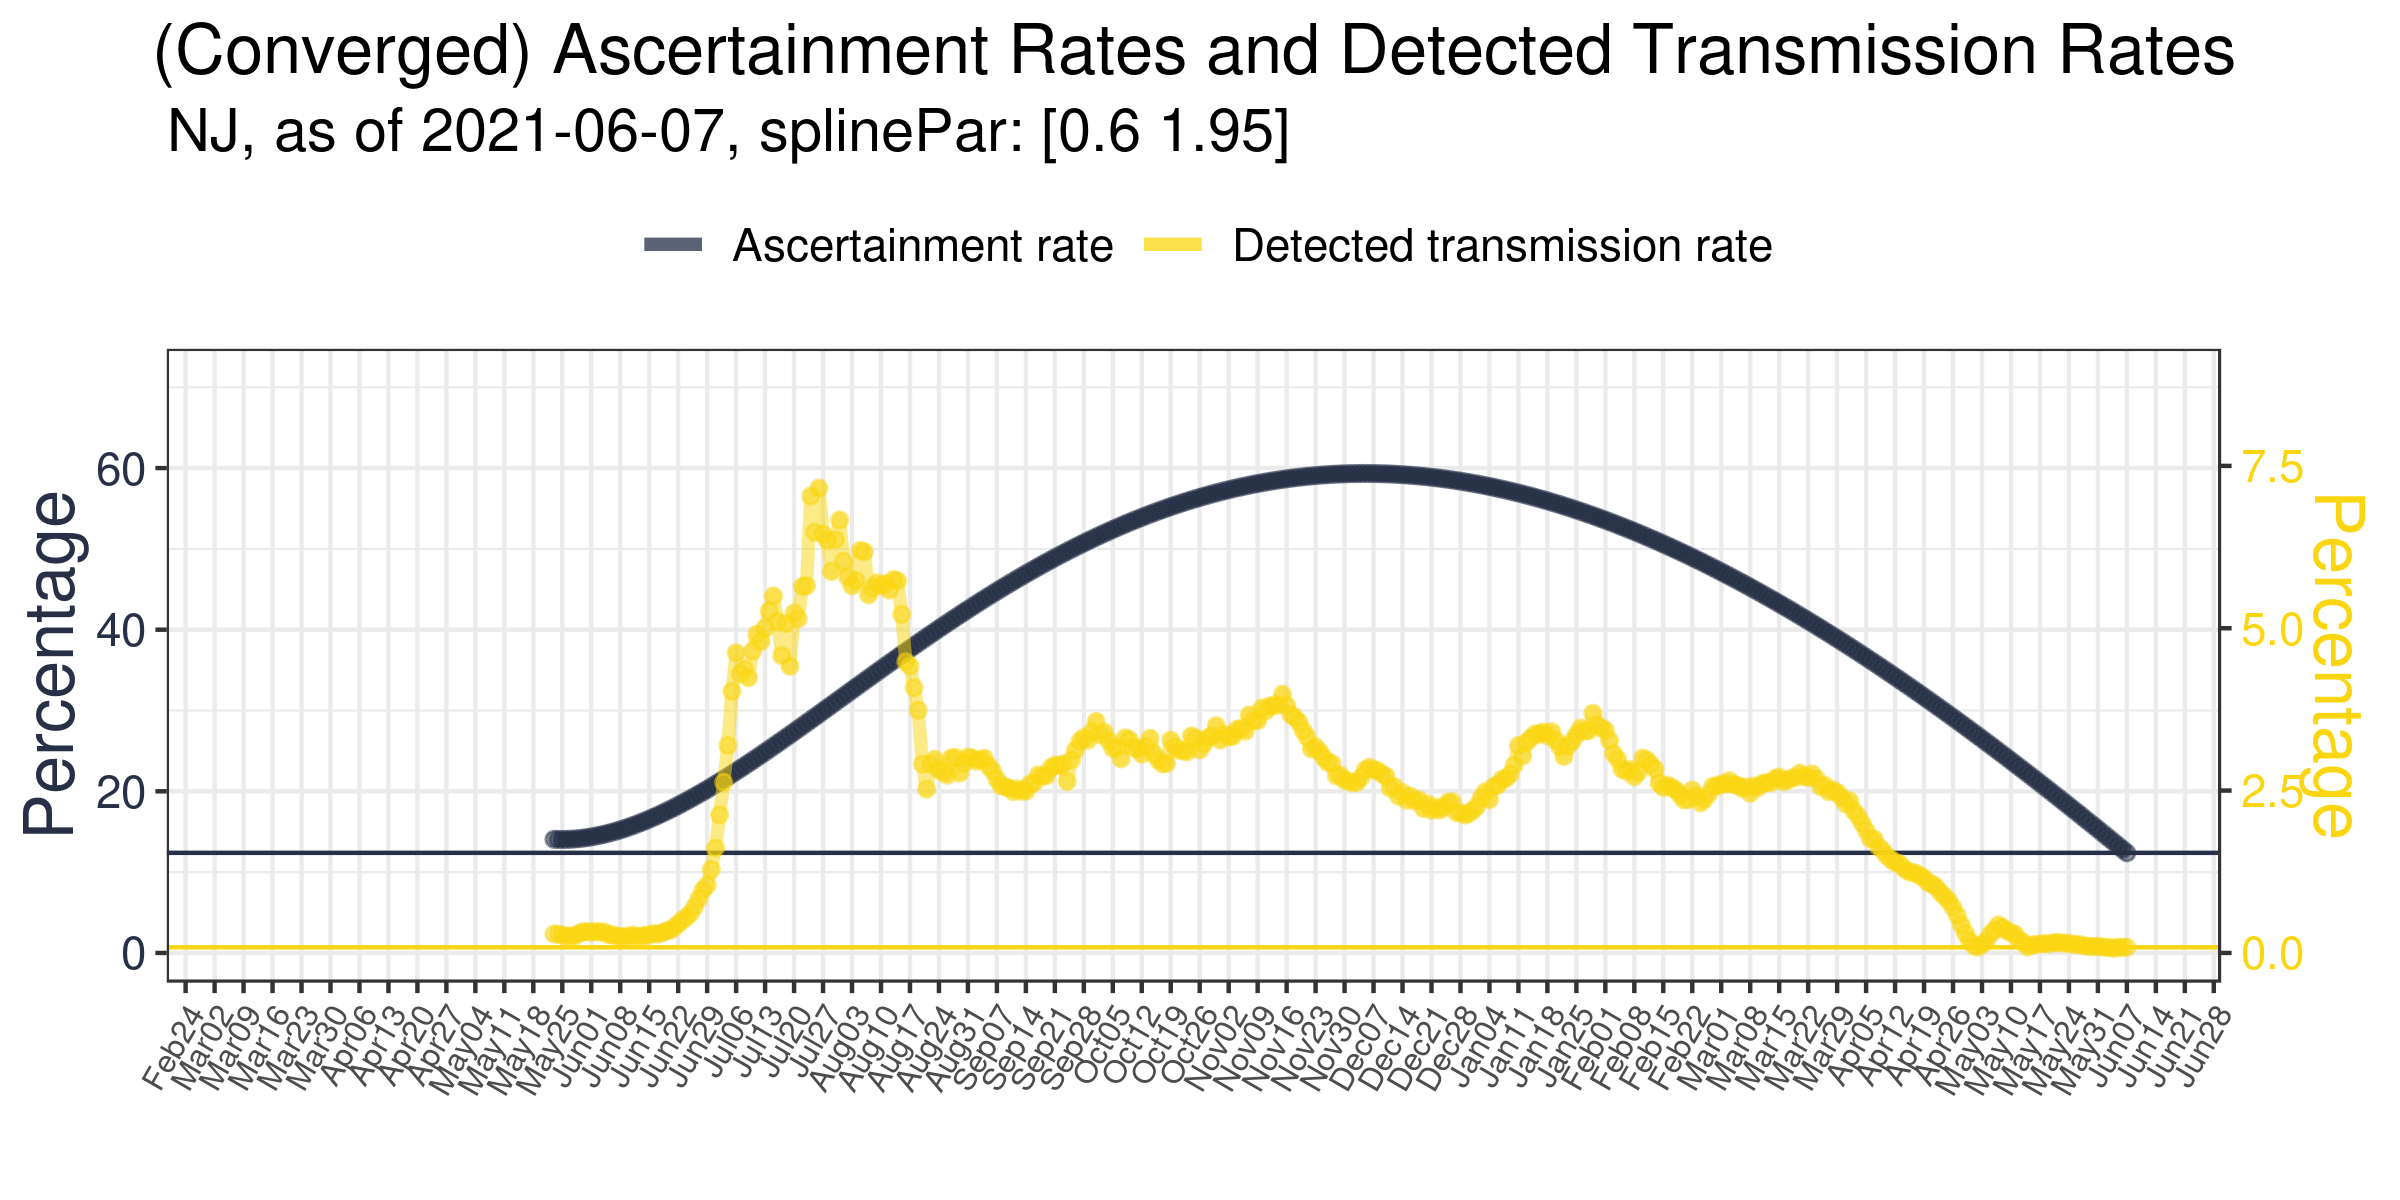 (Converged) Ascertainment Rates and Detected Transmission Rates
NJ, as of 2021-06-07, splinePar: [0.6 1.95]
Ascertainment rate
Detected transmission rate
Percentage
60
40
20
0
7.5
5.0
2.5
0.0
Percentage
Feb24
Mar02
Mar09
Mar16
Mar23
Mar30
Apr06
Apr13
Apr20
Apr27
May04
May11
May18
May25
Jun01
Jun08
Jun15
Jun22
Jun29
Jul06
Jul13
Jul20
Jul27
Aug03
Aug10
Aug17
Aug24
Aug31
Sep07
Sep14
Sep21
Sep28
Oct05
Oct12
Oct19
Oct26
Nov02
Nov09
Nov16
Nov23
Nov30
Dec07
Dec14
Dec21
Dec28
Jan04
Jan11
Jan18
Jan25
Feb01
Feb08
Feb15
Feb22
Mar01
Mar08
Mar15
Mar22
Mar29
Apr05
Apr12
Apr19
Apr26
May03
May10
May17
May24
May31
Jun07
Jun14
Jun21
Jun28